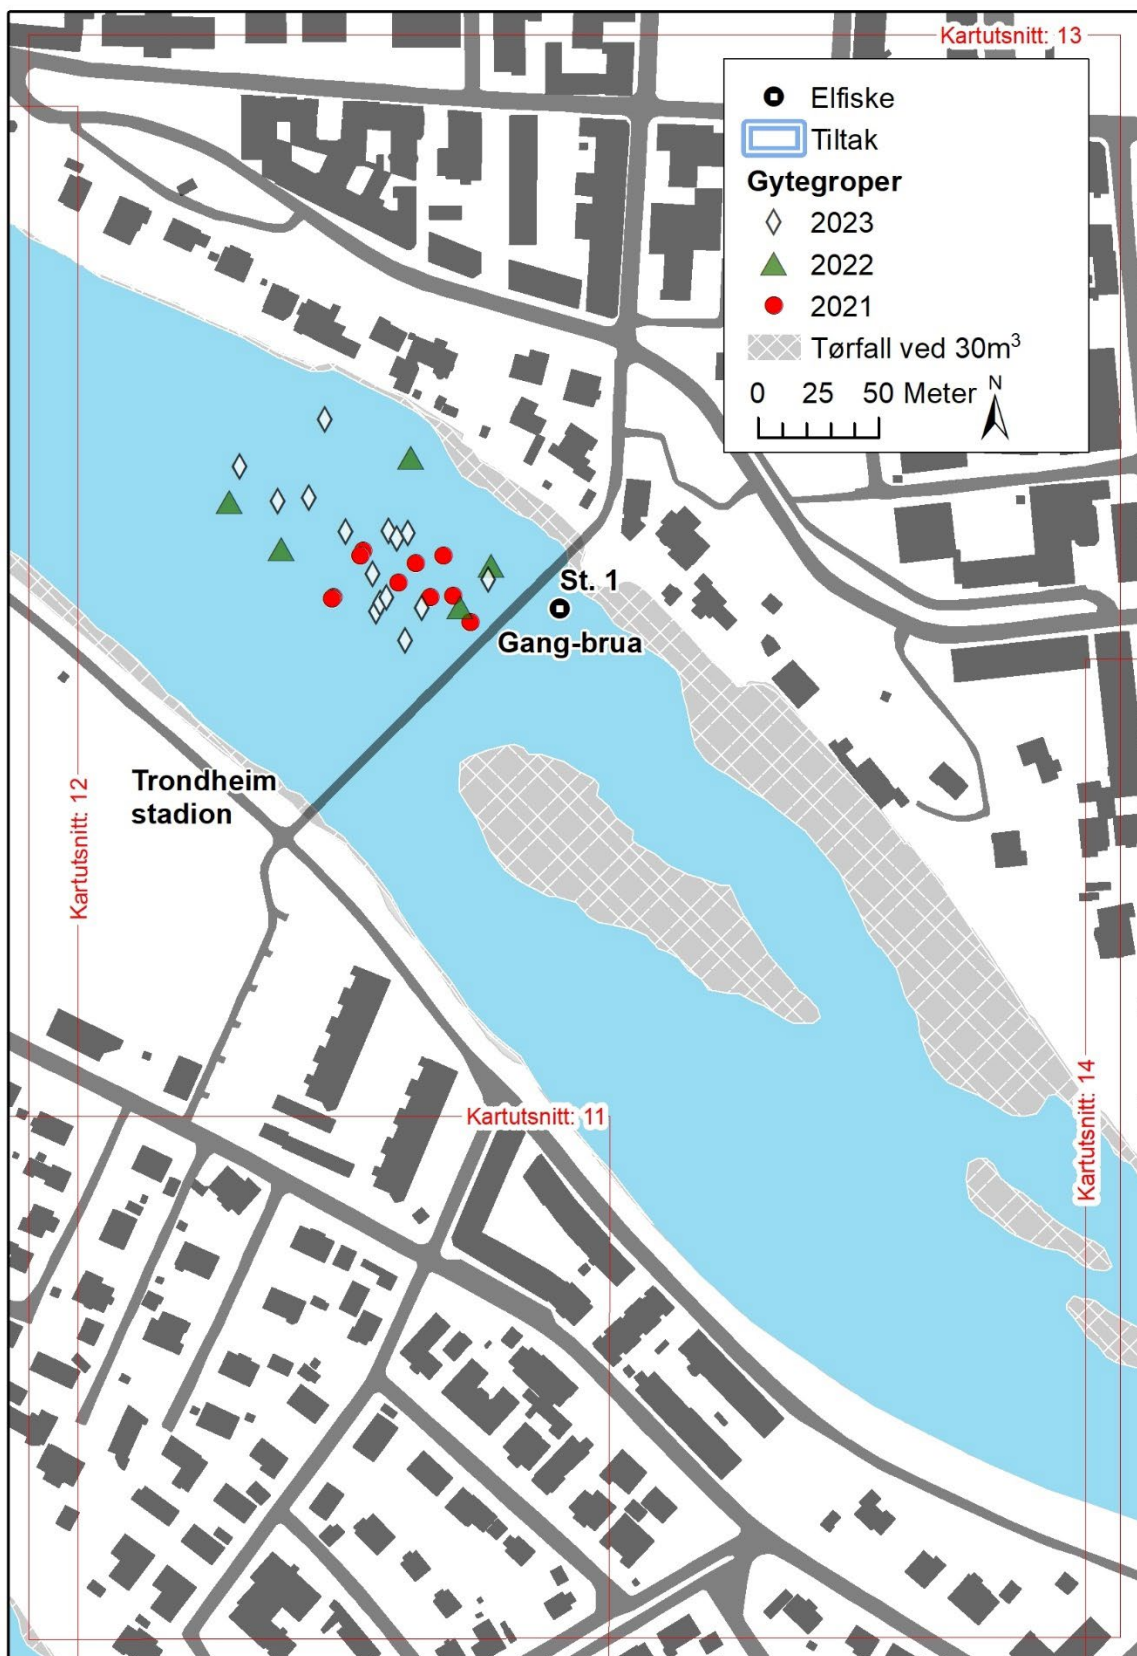 Kartutsnitt: 13
Elfiske
Tiltak
Gytegroper
2023
2022
2021
Tørfall ved 30m³
0 25 50 Meter
N
St. 1
Gang-brua
Trondheim
stadion
Kartutsnitt: 12
Kartutsnitt: 11
Kartutsnitt: 14